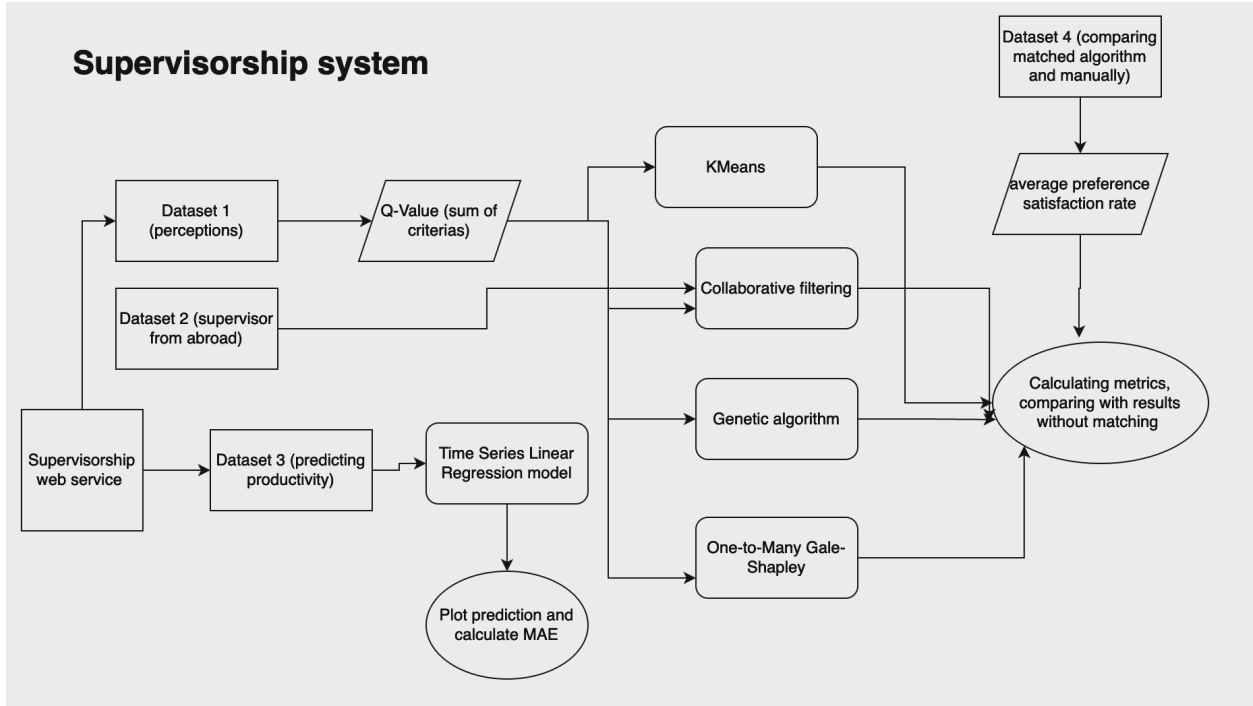 Supervisorship system
Dataset 4 (comparing
matched algorithm
and manually)
KMeans
average preference
satisfaction rate
Dataset 1
(perceptions)
Q-Value (sum of
criterias)
Collaborative filtering
Dataset 2 (supervisor
from abroad)
Calculating metrics,
comparing with results
without matching
Genetic algorithm
Supervisorship
web service
Dataset 3 (predicting
productivity)
Time Series Linear
Regression model
One-to-Many Gale-
Shapley
Plot prediction and
calculate MAE